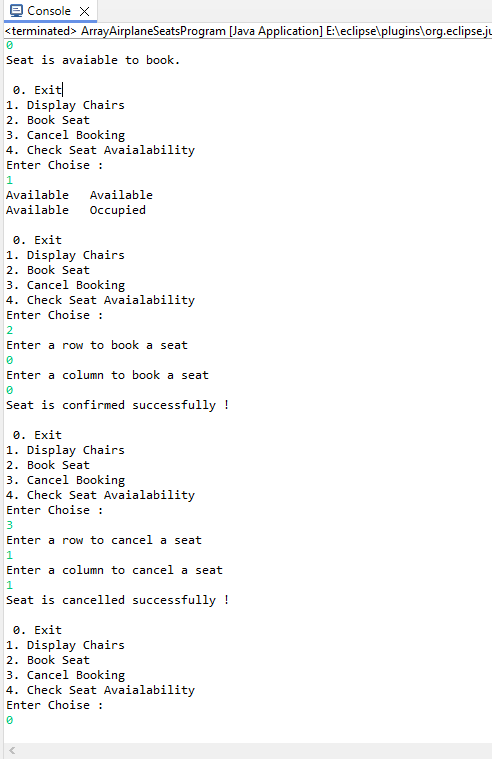 Console
<terminated> ArrayAirplaneSeatsProgram [Java Application] E:\eclipse\plugins\org.eclipse.ju
0
Seat is avaiable to book.
0. Exit
1. Display Chairs
2. Book Seat
3. Cancel Booking
4. Check Seat Avaialability
Enter Choise :
1
Available   Available
Available   Occupied
0. Exit
1. Display Chairs
2. Book Seat
3. Cancel Booking
4. Check Seat Avaialability
Enter Choise :
2
Enter a row to book a seat
0
Enter a column to book a seat
0
Seat is confirmed successfully !
0. Exit
1. Display Chairs
2. Book Seat
3. Cancel Booking
4. Check Seat Avaialability
Enter Choise :
3
Enter a row to cancel a seat
1
Enter a column to cancel a seat
1
Seat is cancelled successfully !
0. Exit
1. Display Chairs
2. Book Seat
3. Cancel Booking
4. Check Seat Avaialability
Enter Choise :
0